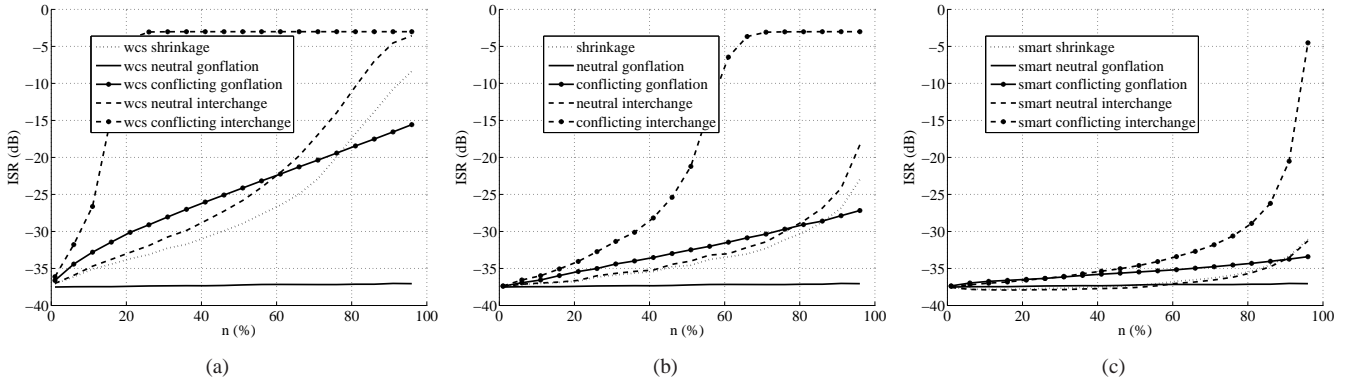 0
−5
−10
−15
−20
−25
−30
−35
−40
ISR (dB)
0 20 40 60 80 100
n (%)
wcs shrinkage
wcs neutral gonflation
wcs conflicting gonflation
wcs neutral interchange
wcs conflicting interchange
(a)
0
−5
−10
−15
−20
−25
−30
−35
−40
ISR (dB)
0 20 40 60 80 100
n (%)
shrinkage
neutral gonflation
conflicting gonflation
neutral interchange
conflicting interchange
(b)
0
−5
−10
−15
−20
−25
−30
−35
−40
ISR (dB)
0 20 40 60 80 100
n (%)
smart shrinkage
smart neutral gonflation
smart conflicting gonflation
smart neutral interchange
smart conflicting interchange
(c)